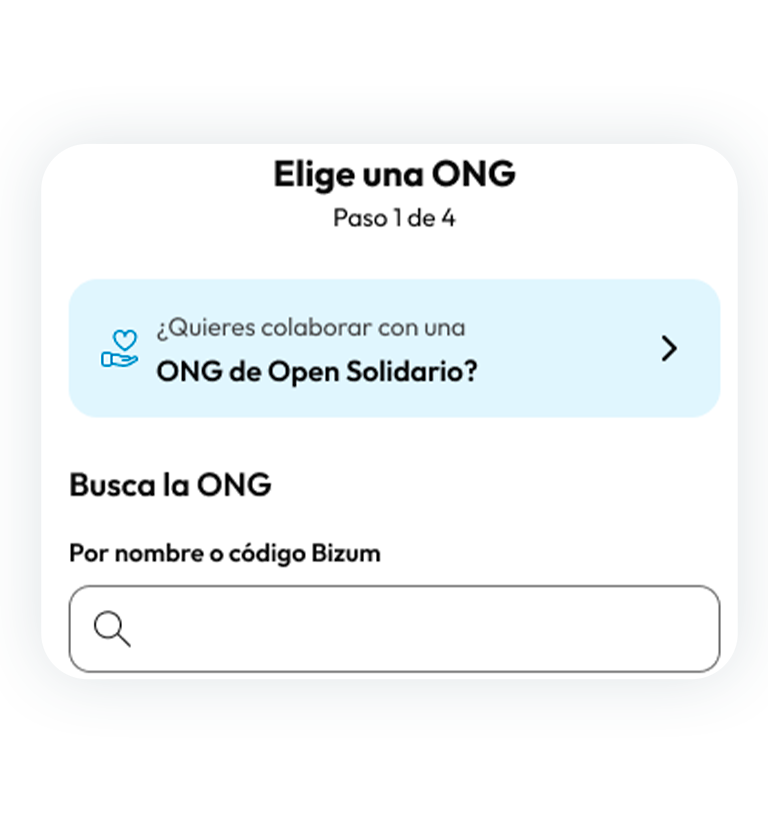 Elige una ONG
Paso 1 de 4
¿Quieres colaborar con una
ONG de Open Solidario?
Busca la ONG
Por nombre o código Bizum